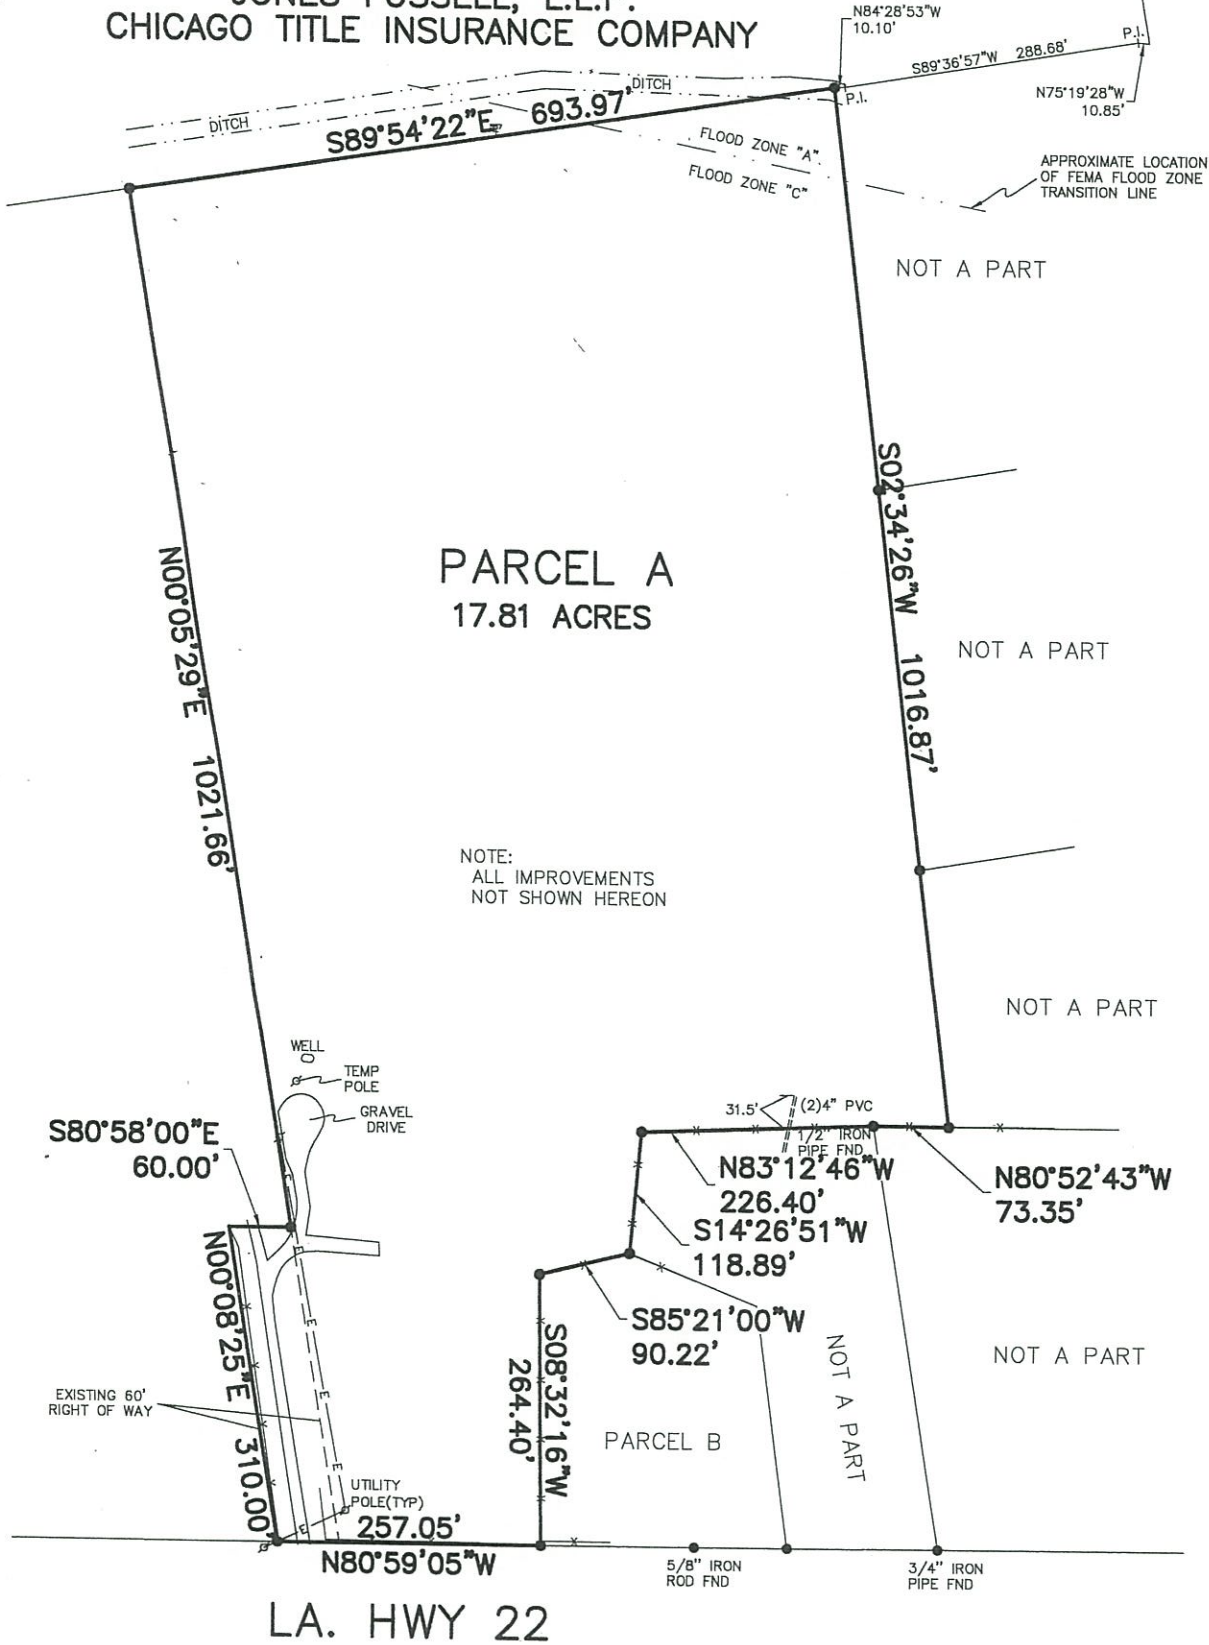 CHICAGO TITLE INSURANCE COMPANY
N84°28'53"W
10.10'
P.I.
S89°36'57"W 288.68'
N75°19'28"W
10.85'
DITCH
DITCH
S89°54'22"E 693.97'
P.I.
FLOOD ZONE "A"
FLOOD ZONE "C"
APPROXIMATE LOCATION
OF FEMA FLOOD ZONE
TRANSITION LINE
NOT A PART
S02°34'26"W 1016.87'
PARCEL A
17.81 ACRES
N00°05'29"E 1021.66'
NOT A PART
NOTE:
ALL IMPROVEMENTS
NOT SHOWN HEREON
NOT A PART
WELL
TEMP
POLE
GRAVEL
DRIVE
S80°58'00"E
60.00'
31.5'
(2)4" PVC
1/2" IRON
PIPE FND
N83°12'46"W
226.40'
N80°52'43"W
73.35'
S14°26'51"W
118.89'
S85°21'00"W
90.22'
N00°08'25"E 310.00'
S08°32'16"W
264.40'
NOT A PART
NOT A PART
EXISTING 60'
RIGHT OF WAY
PARCEL B
E
E
E
E
E
E
UTILITY
POLE(TYP)
257.05'
N80°59'05"W
5/8" IRON
ROD FND
3/4" IRON
PIPE FND
LA. HWY 22